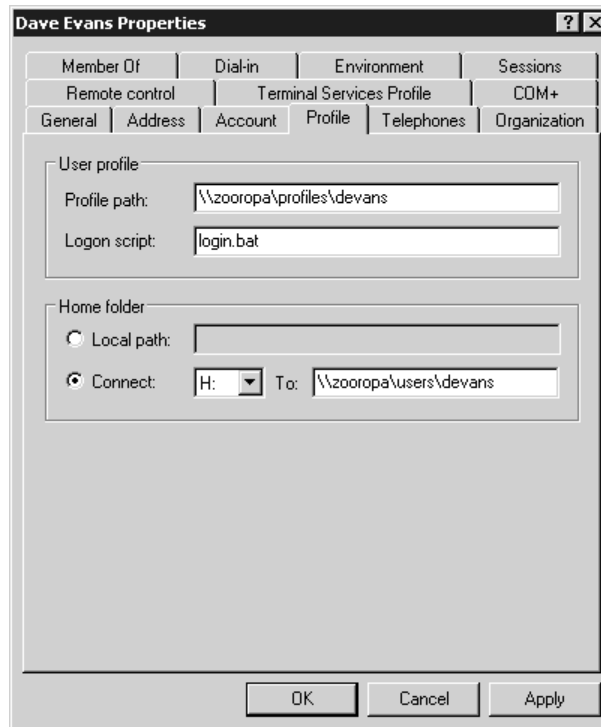 Dave Evans Properties
Member Of Dial-in Environment Sessions
Remote control Terminal Services Profile COM+
General Address Account Profile Telephones Organization
User profile
Profile path: \\zooropa\profiles\devans
Logon script: login.bat
Home folder
Local path:
Connect: H: To: \\zooropa\users\devans
OK Cancel Apply